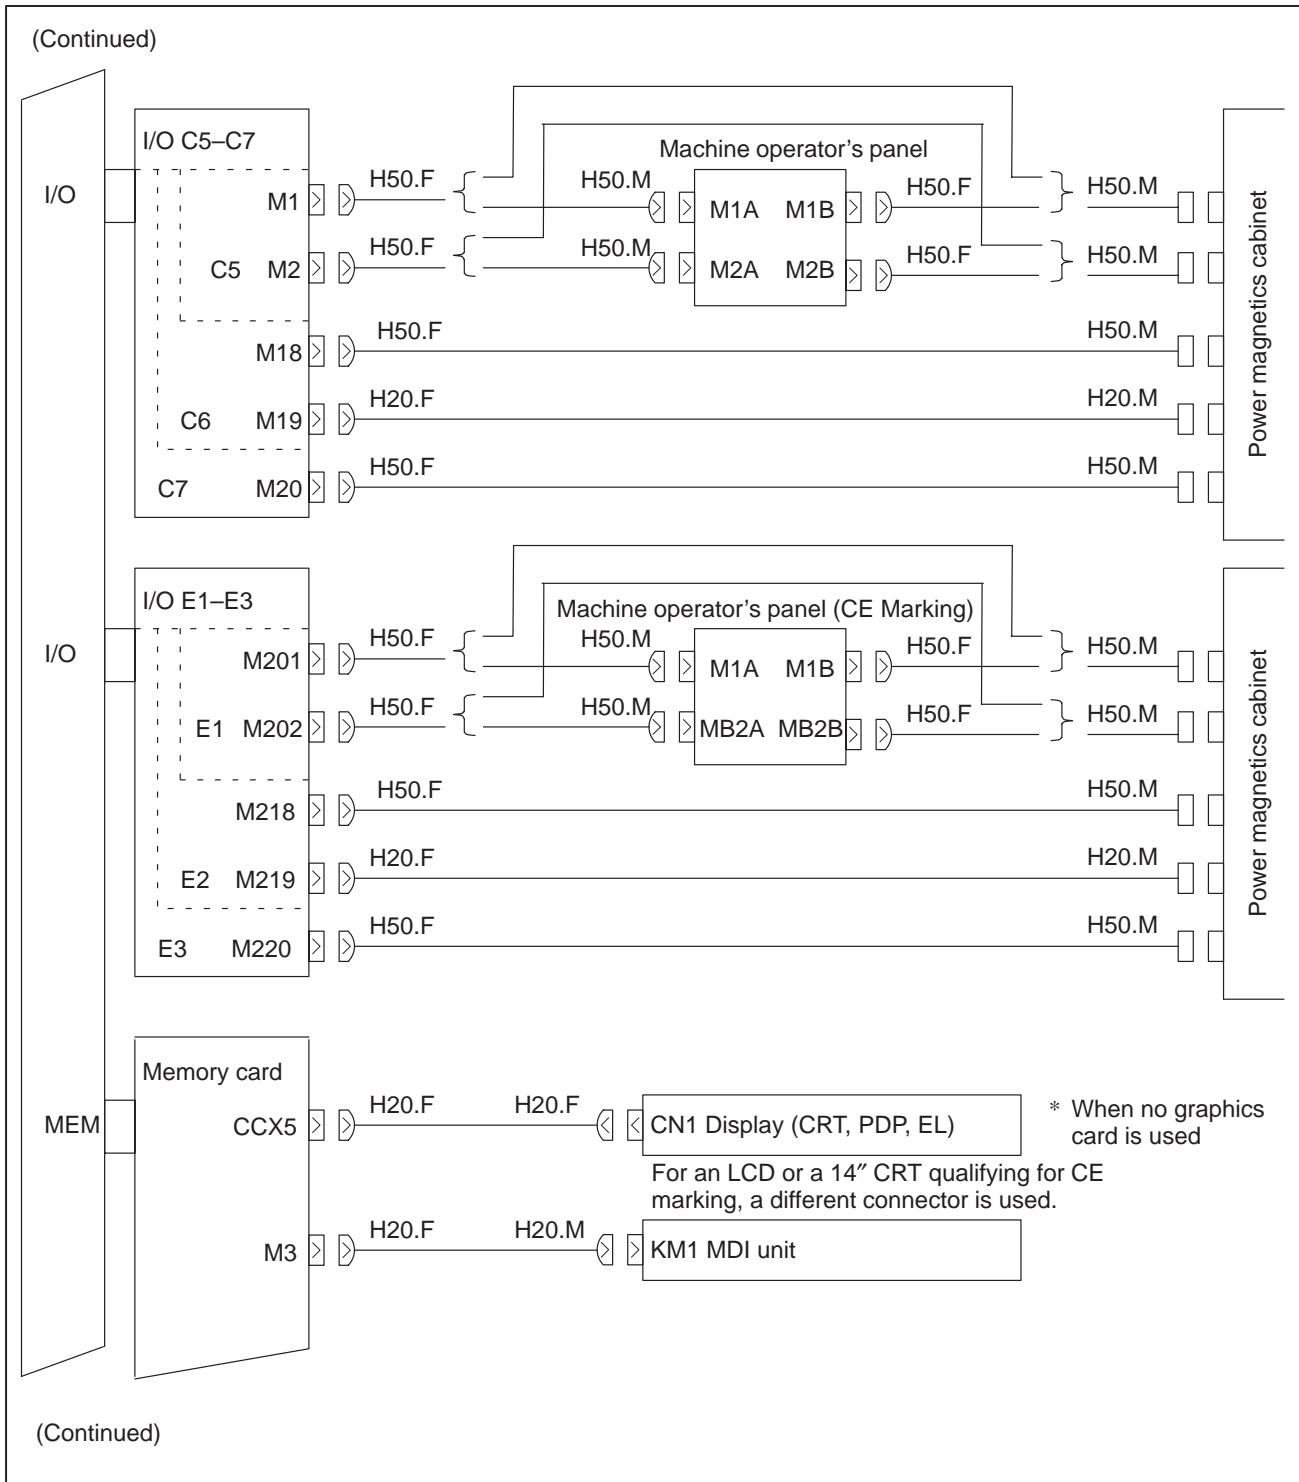 (Continued)
I/O C5–C7
Machine operator's panel
I/O
H50.F
H50.M
H50.F
H50.M
M1
M1A
M1B
H50.F
H50.M
H50.F
H50.M
C5
M2
M2A
M2B
H50.F
H50.M
M18
H20.F
H20.M
C6
M19
H50.F
H50.M
C7
M20
Power magnetics cabinet
I/O E1–E3
Machine operator's panel (CE Marking)
I/O
H50.F
H50.M
H50.F
H50.M
M201
M1A
M1B
H50.F
H50.M
H50.F
H50.M
E1
M202
MB2A
MB2B
H50.F
H50.M
M218
H20.F
H20.M
E2
M219
H50.F
H50.M
E3
M220
Power magnetics cabinet
Memory card
MEM
H20.F
H20.F
CCX5
CN1 Display (CRT, PDP, EL)
* When no graphics
card is used
For an LCD or a 14″ CRT qualifying for CE
marking, a different connector is used.
H20.F
H20.M
M3
KM1 MDI unit
(Continued)